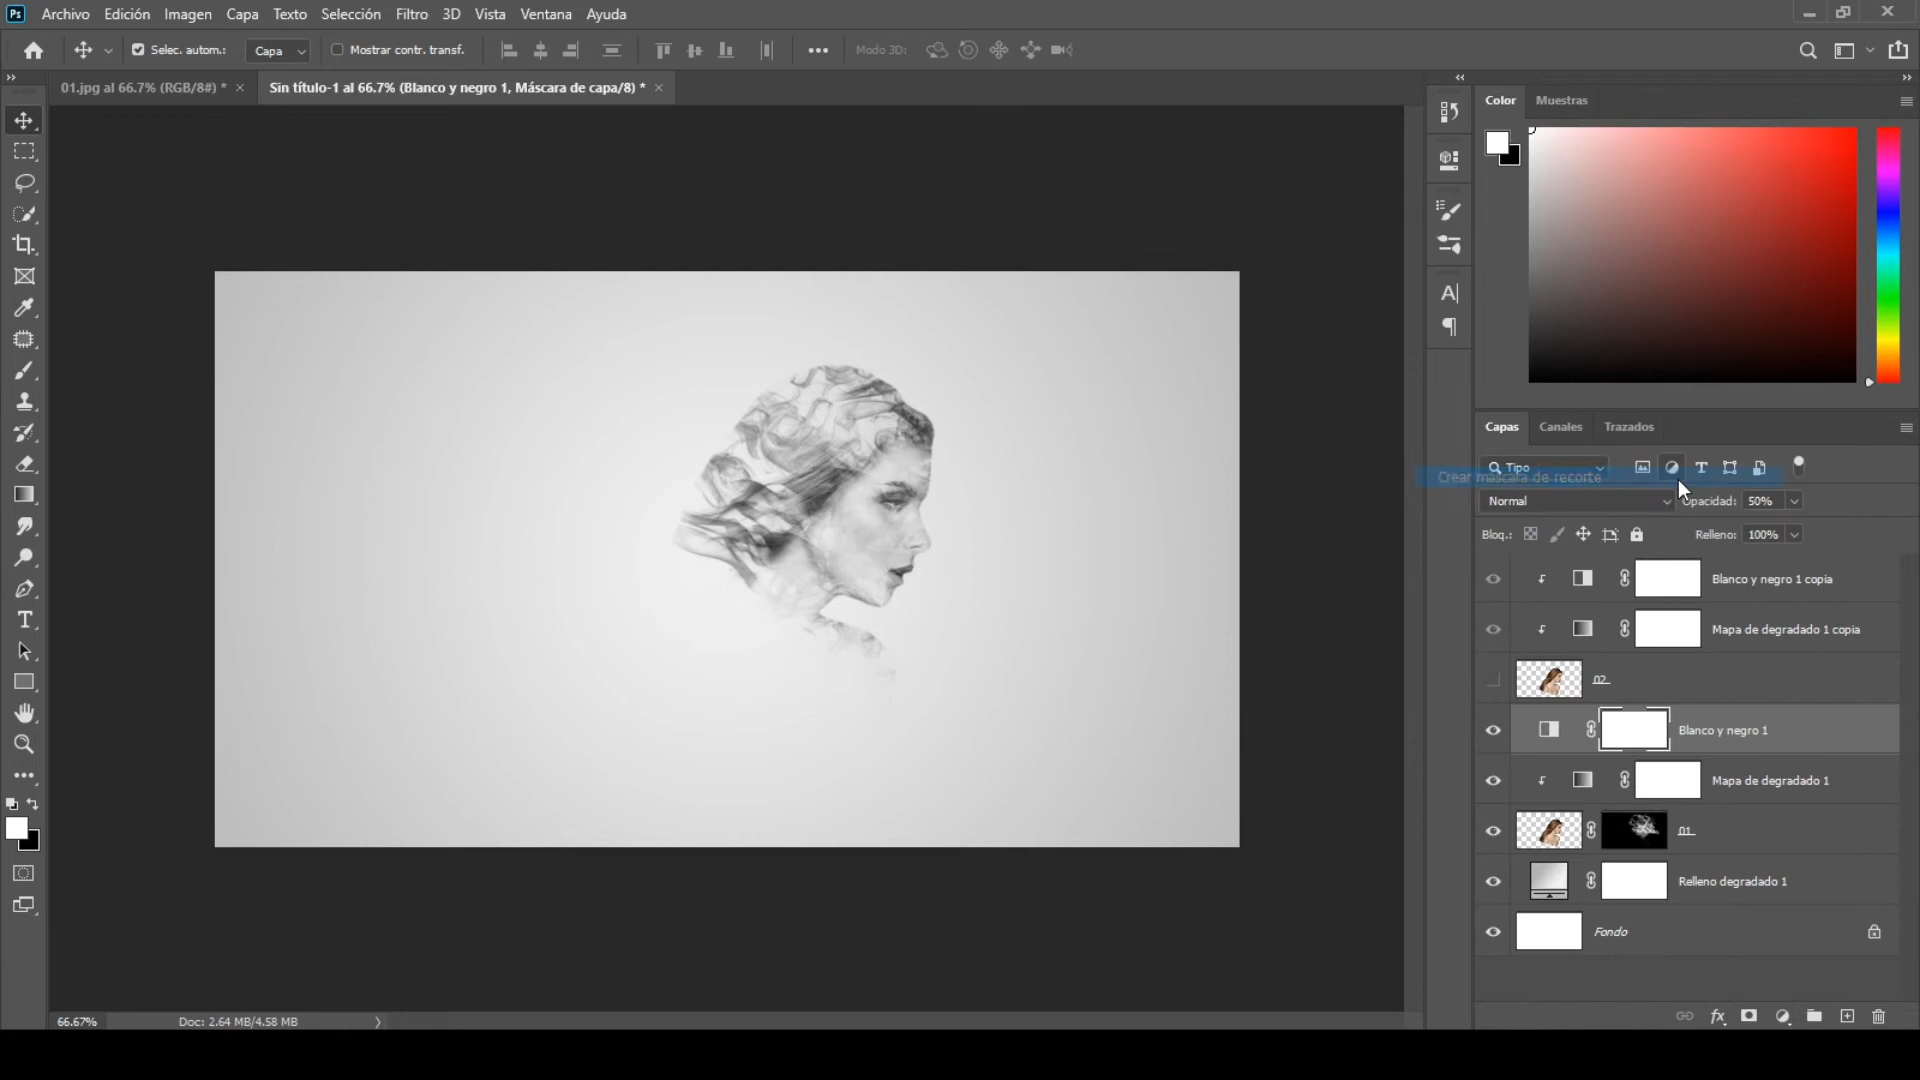 Ps Archivo Edición Imagen Capa Texto Selección Filtro 3D Vista Ventana Ayuda
Selec. autom.: Capa Mostrar contr. transf. Modo 3D:
01.jpg al 66.7% (RGB/8#) * Sin título-1 al 66.7% (Blanco y negro 1, Máscara de capa/8) *
Color Muestras
Capas Canales Trazados
Tipo
Crear máscara de recorte
Normal Opacidad: 50%
Bloq.: Relleno: 100%
Blanco y negro 1 copia
Mapa de degradado 1 copia
02
Blanco y negro 1
Mapa de degradado 1
01
Relleno degradado 1
Fondo
66.67% Doc: 2.64 MB/4.58 MB